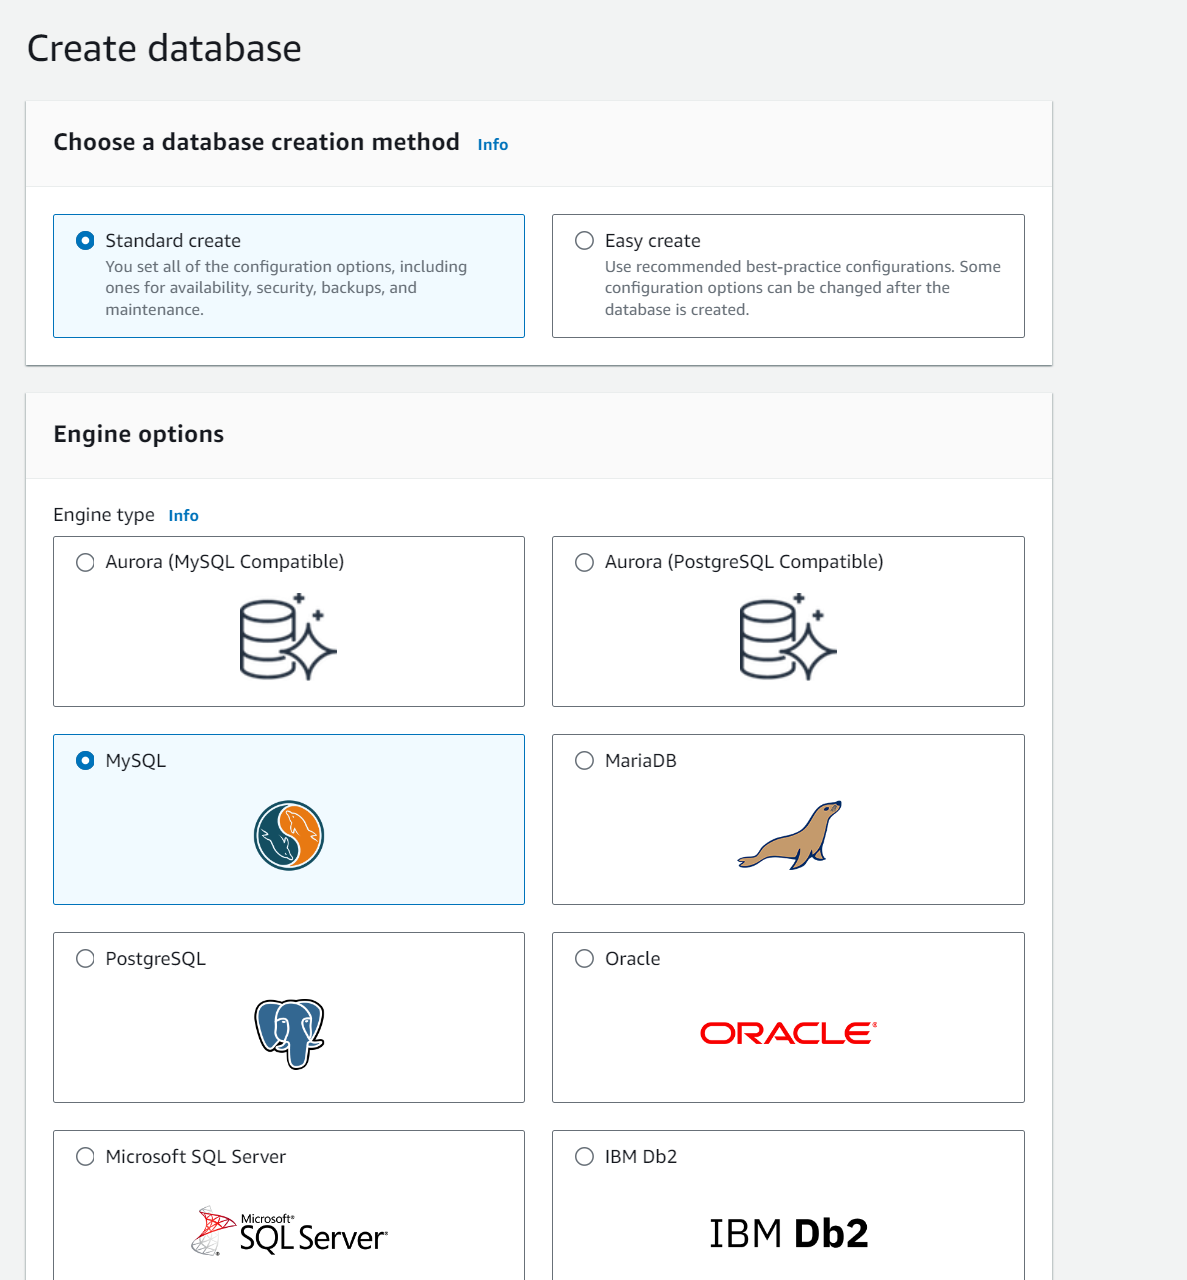 Create database
Choose a database creation method Info
Standard create
You set all of the configuration options, including
ones for availability, security, backups, and
maintenance.
Easy create
Use recommended best-practice configurations. Some
configuration options can be changed after the
database is created.
Engine options
Engine type Info
Aurora (MySQL Compatible)
Aurora (PostgreSQL Compatible)
MySQL
MariaDB
PostgreSQL
Oracle
ORACLE®
Microsoft SQL Server
Microsoft®
SQL Server®
IBM Db2
IBM Db2